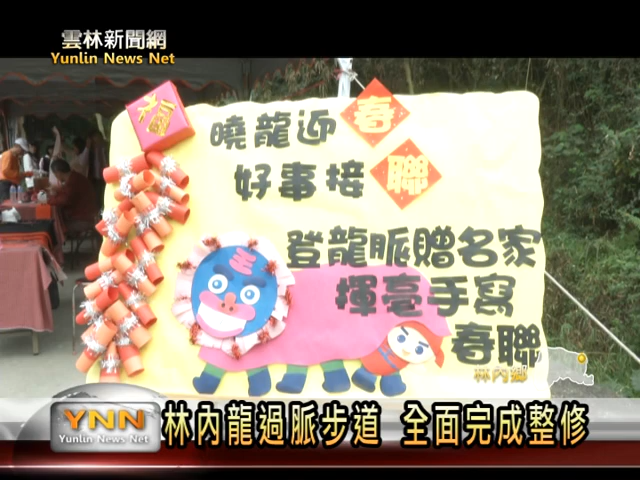 雲林新聞網
Yunlin News Net
曉龍迎春
好事接聯
登龍脈贈名家
揮毫手寫
春聯
王
林內鄉
YNN
Yunlin News Net
林內龍過脈步道 全面完成整修